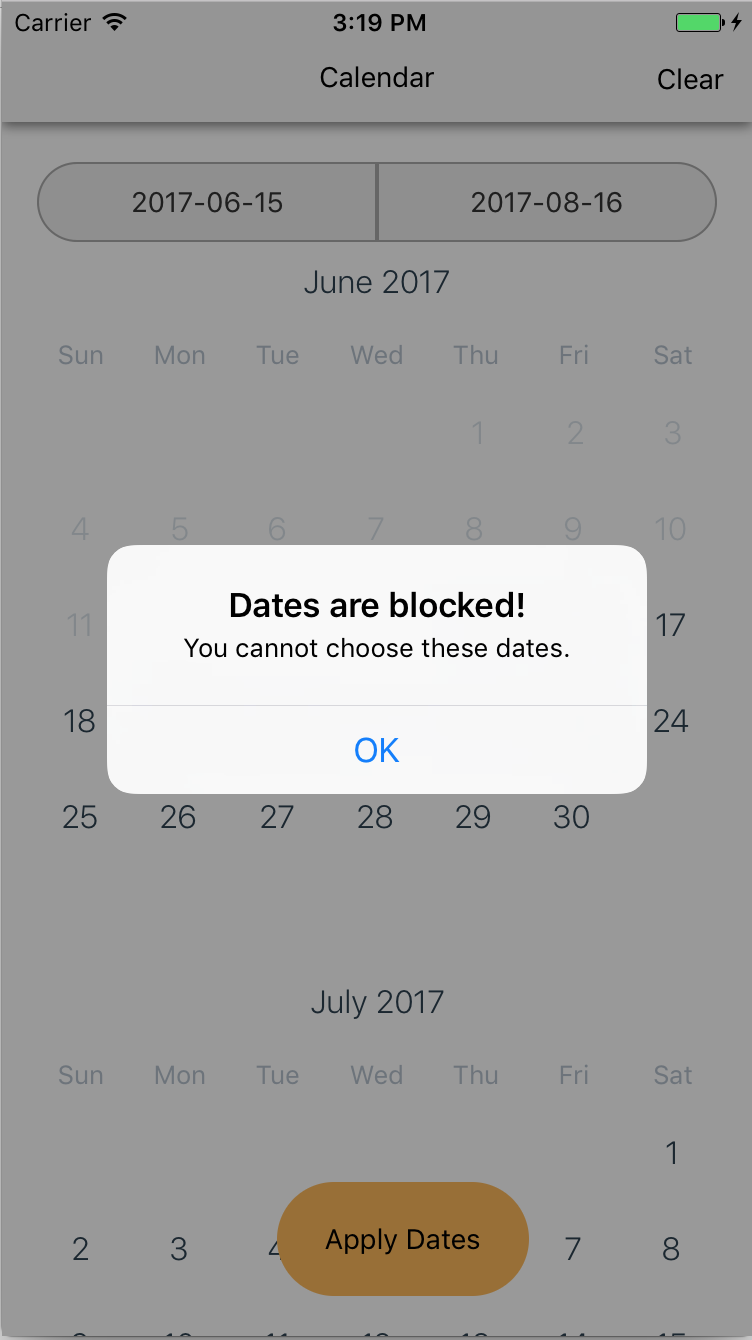 Carrier 3:19 PM
Calendar Clear
2017-06-15 2017-08-16
June 2017
Sun Mon Tue Wed Thu Fri Sat
1 2 3
4 5 6 7 8 9 10
Dates are blocked!
11 17
You cannot choose these dates.
18 24
OK
25 26 27 28 29 30
July 2017
Sun Mon Tue Wed Thu Fri Sat
1
2 3 4 Apply Dates 7 8